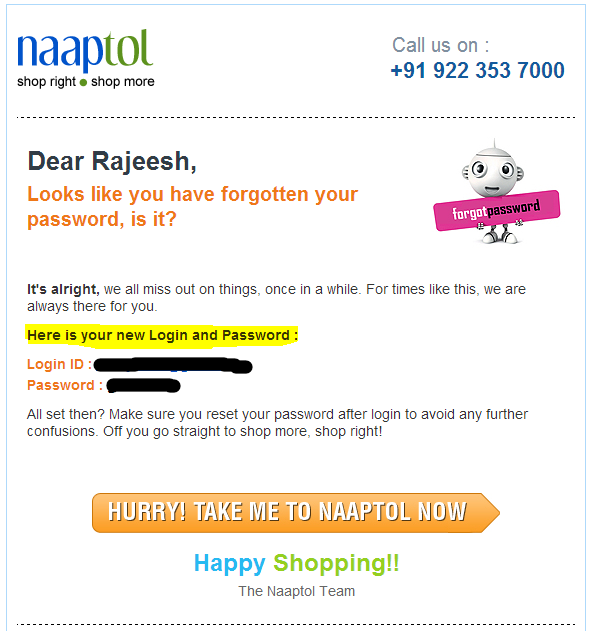 naaptol
shop right shop more
Call us on :
+91 922 353 7000
Dear Rajeesh,
Looks like you have forgotten your
password, is it?
forgotpassword
It's alright, we all miss out on things, once in a while. For times like this, we are
always there for you.
Here is your new Login and Password :
Login ID :
Password :
All set then? Make sure you reset your password after login to avoid any further
confusions. Off you go straight to shop more, shop right!
HURRY! TAKE ME TO NAAPTOL NOW
Happy Shopping!!
The Naaptol Team